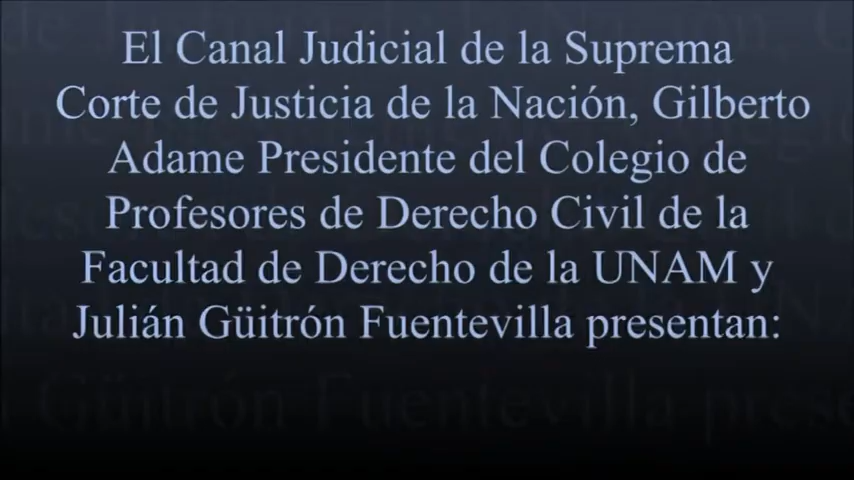 El Canal Judicial de la Suprema
Corte de Justicia de la Nación, Gilberto
Adame Presidente del Colegio de
Profesores de Derecho Civil de la
Facultad de Derecho de la UNAM y
Julián Güitrón Fuentevilla presentan: